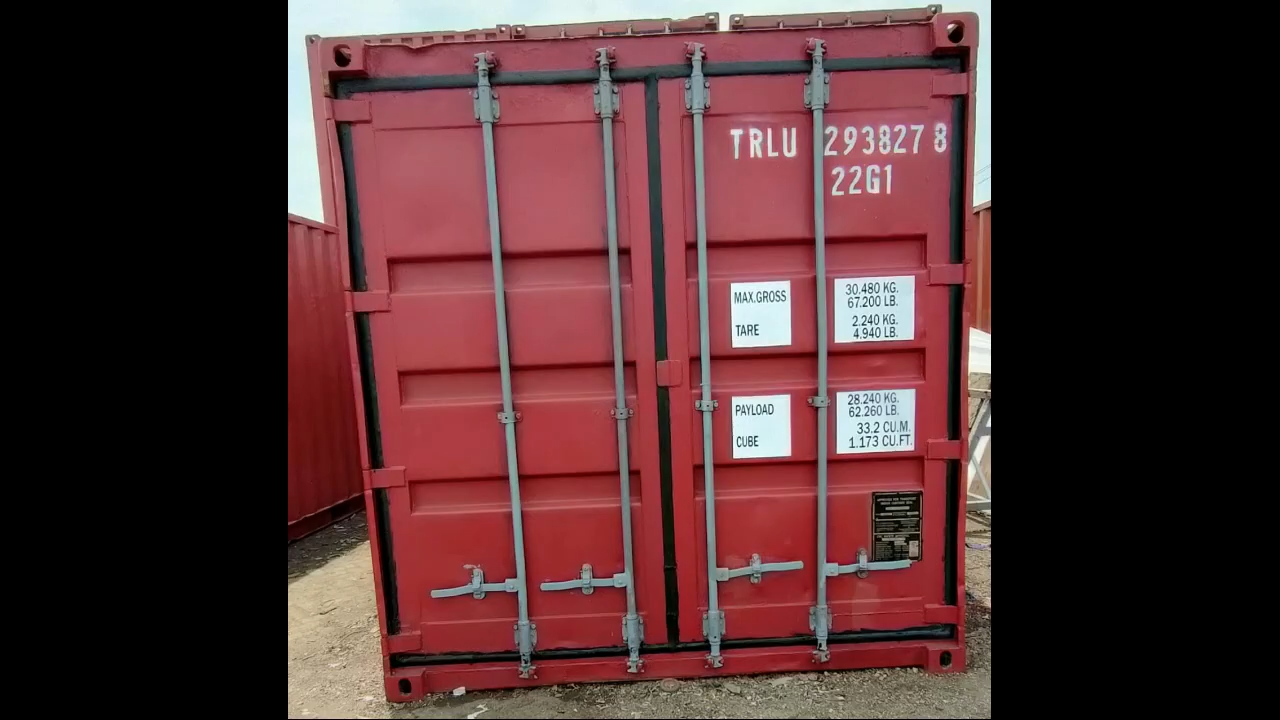 TRLU 293827 8
22G1
MAX.GROSS 30.480 KG.
67.200 LB.
TARE 2.240 KG.
4.940 LB.
PAYLOAD 28.240 KG.
62.260 LB.
CUBE 33.2 CU.M.
1.173 CU.FT.